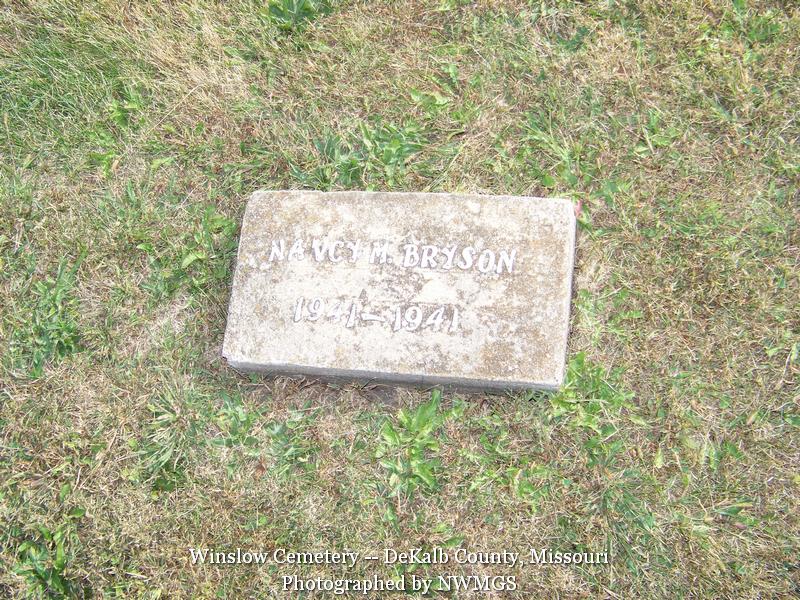 NANCY M. BRYSON
1941-1941
Winslow Cemetery -- DeKalb County, Missouri
Photographed by NWMGS